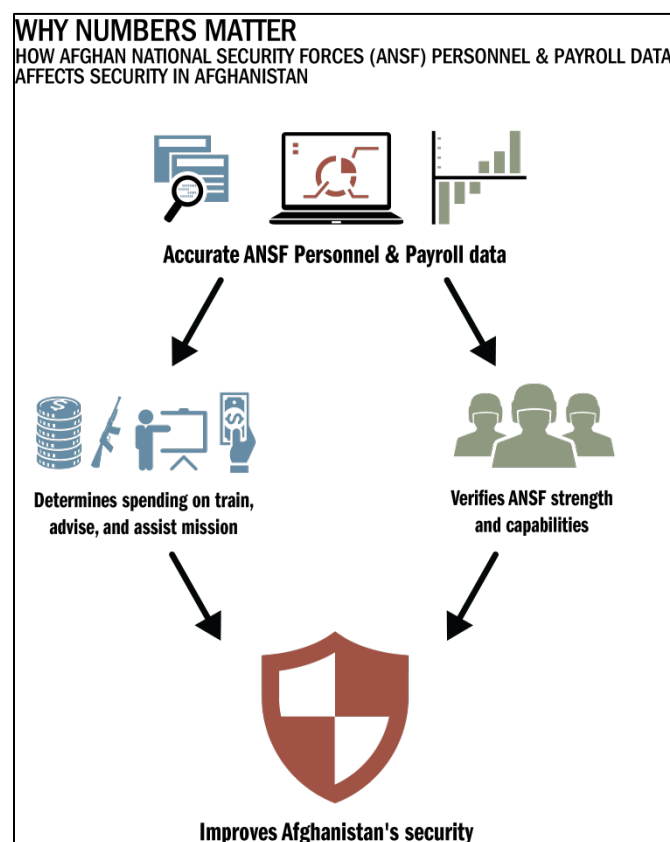 WHY NUMBERS MATTER
HOW AFGHAN NATIONAL SECURITY FORCES (ANSF) PERSONNEL & PAYROLL DATA
AFFECTS SECURITY IN AFGHANISTAN
Accurate ANSF Personnel & Payroll data
Determines spending on train,
advise, and assist mission
Verifies ANSF strength
and capabilities
Improves Afghanistan's security